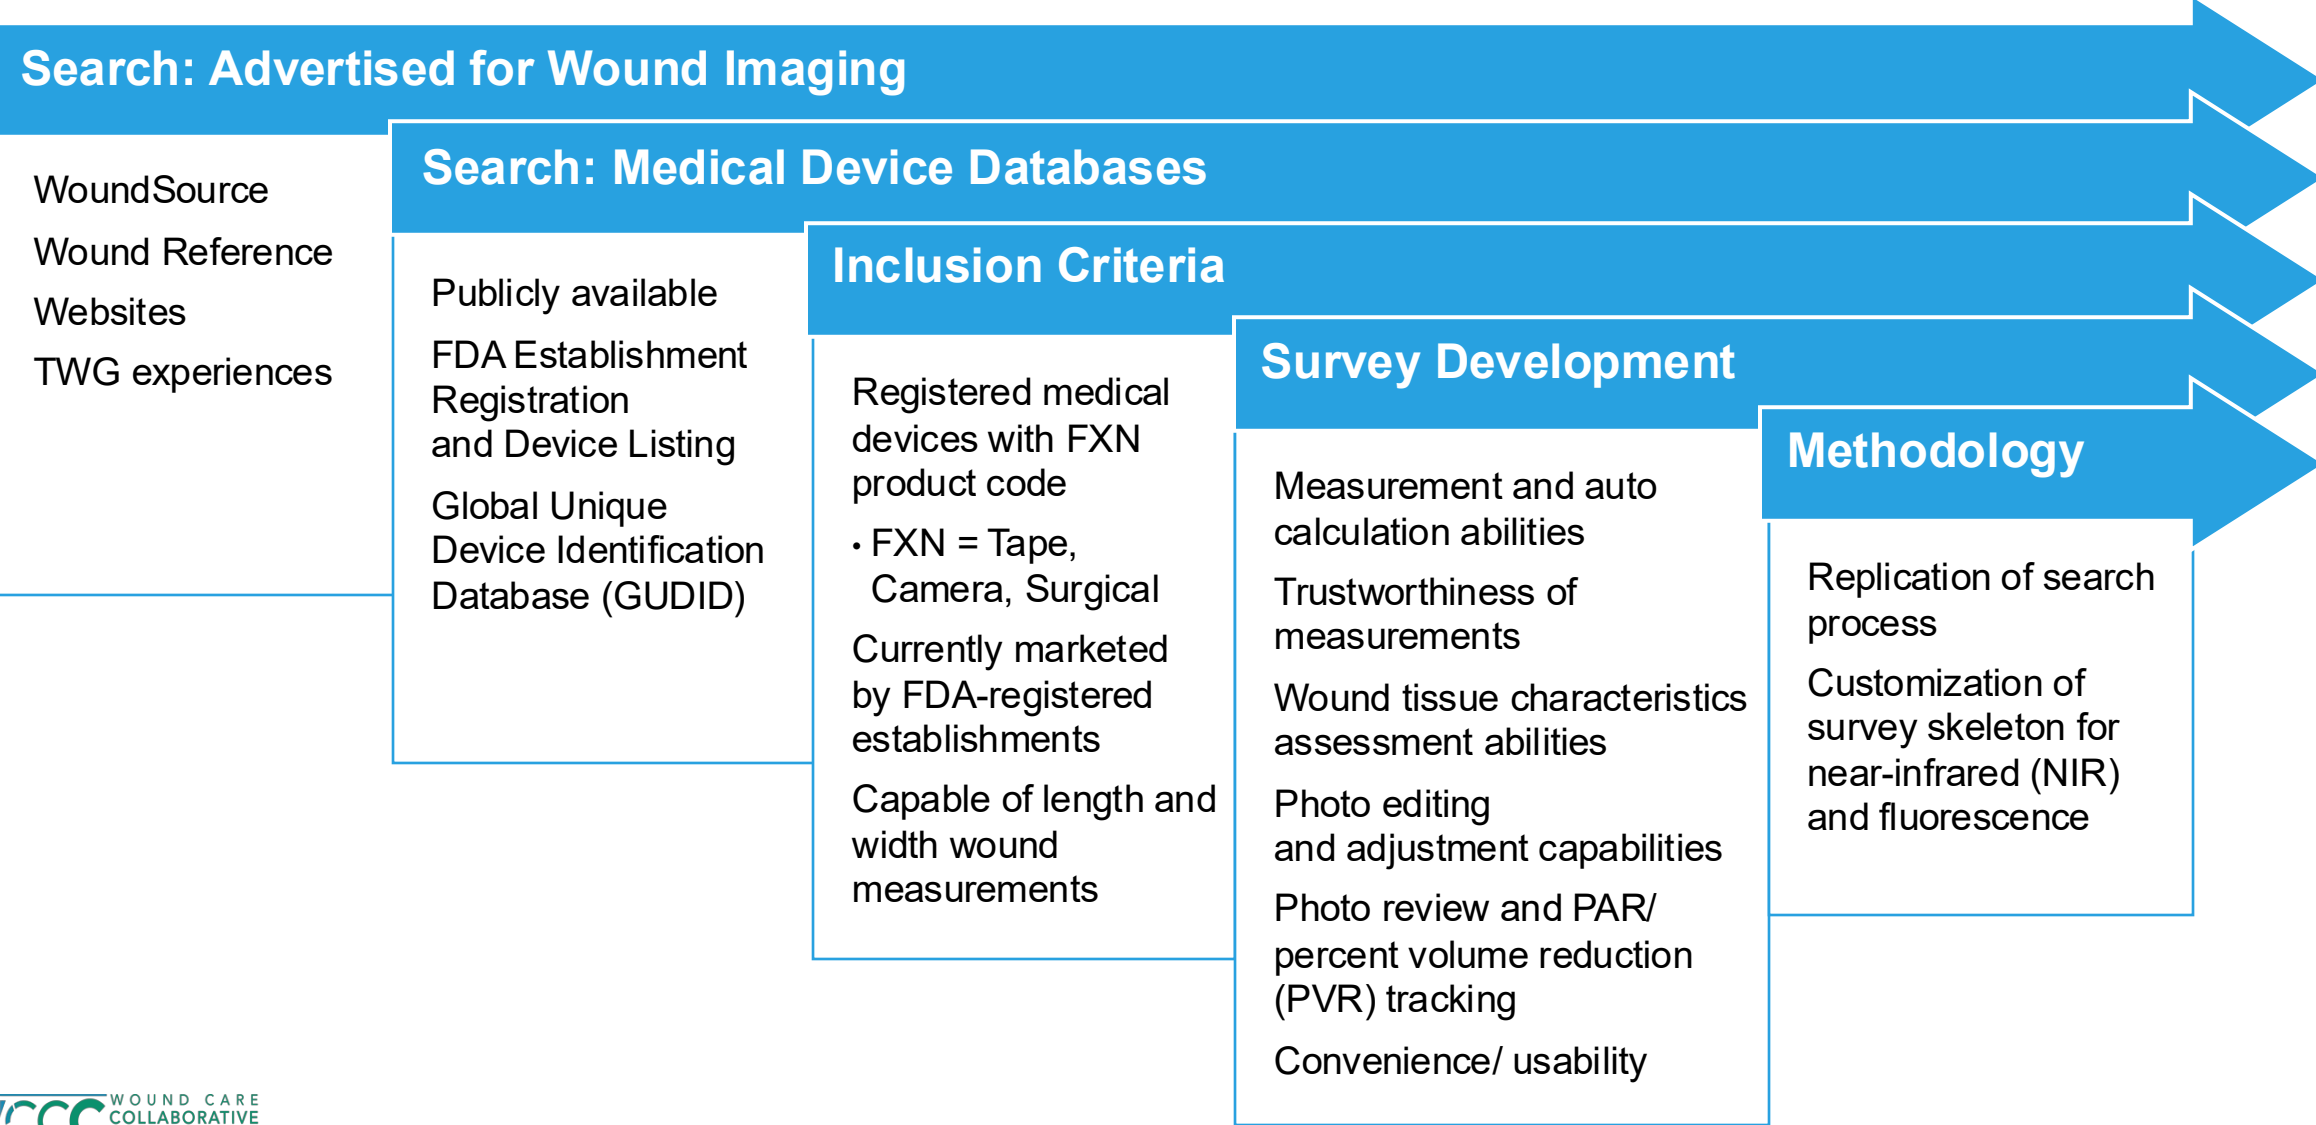 Search: Advertised for Wound Imaging
WoundSource
Wound Reference
Websites
TWG experiences
Search: Medical Device Databases
Publicly available
FDA Establishment
Registration
and Device Listing
Global Unique
Device Identification
Database (GUDID)
Inclusion Criteria
Registered medical
devices with FXN
product code
• FXN = Tape,
Camera, Surgical
Currently marketed
by FDA-registered
establishments
Capable of length and
width wound
measurements
Survey Development
Measurement and auto
calculation abilities
Trustworthiness of
measurements
Wound tissue characteristics
assessment abilities
Photo editing
and adjustment capabilities
Photo review and PAR/
percent volume reduction
(PVR) tracking
Convenience/ usability
Methodology
Replication of search
process
Customization of
survey skeleton for
near-infrared (NIR)
and fluorescence
WOUND CARE
COLLABORATIVE